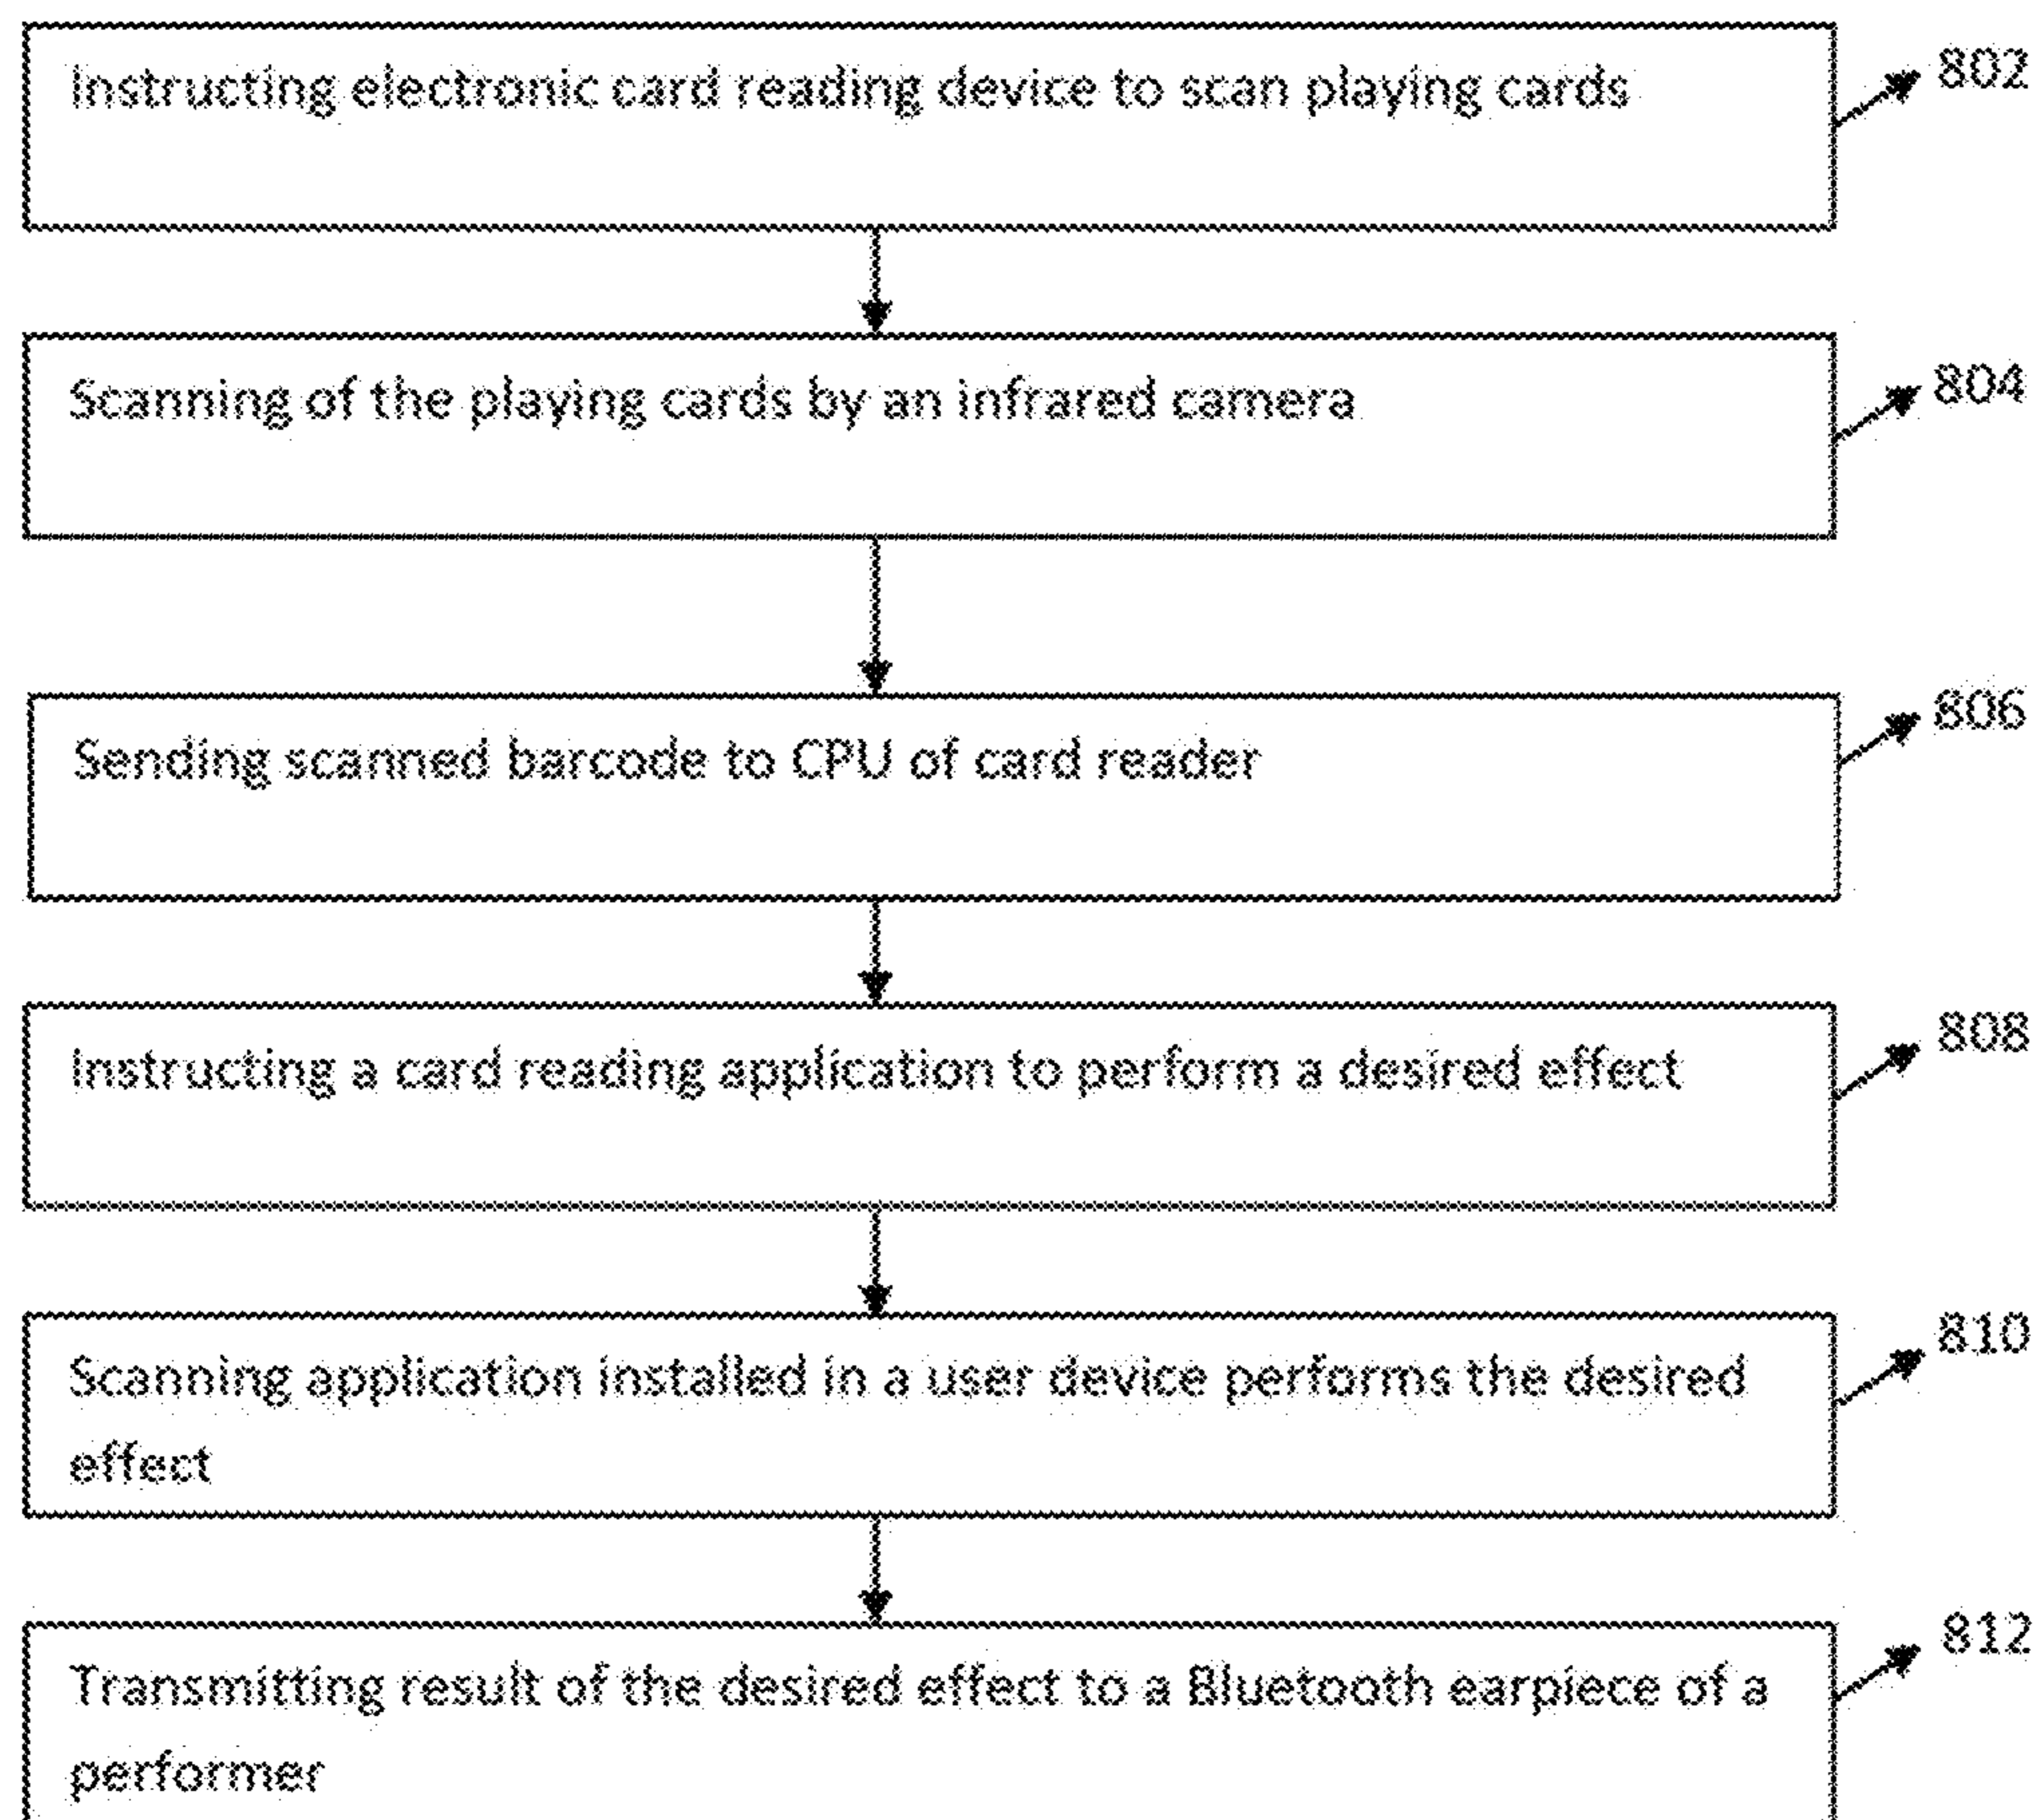 Instructing electronic card reading device to scan playing cards
802
Scanning of the playing cards by an infrared camera
804
Sending scanned barcode to CPU of card reader
806
Instructing a card reading application to perform a desired effect
808
Scanning application installed in a user device performs the desired
effect
810
Transmitting result of the desired effect to a Bluetooth earpiece of a
performer
812